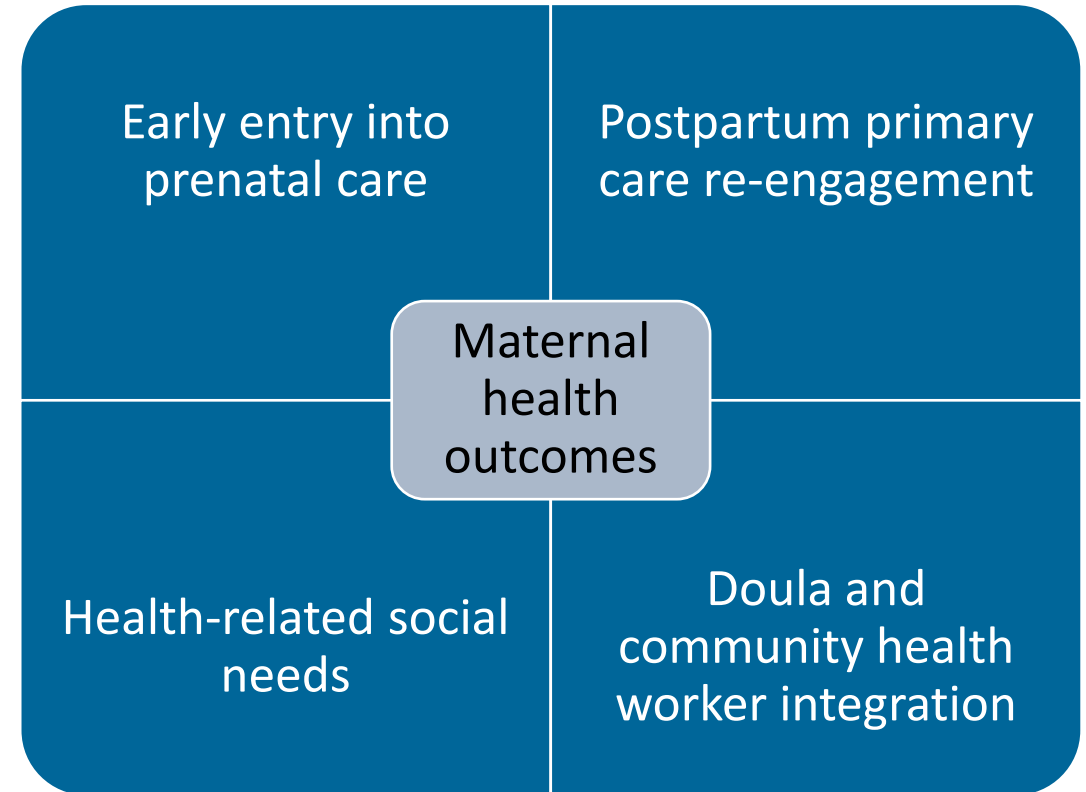 Early entry into
prenatal care
Postpartum primary
care re-engagement
Maternal
health
outcomes
Health-related social
needs
Doula and
community health
worker integration